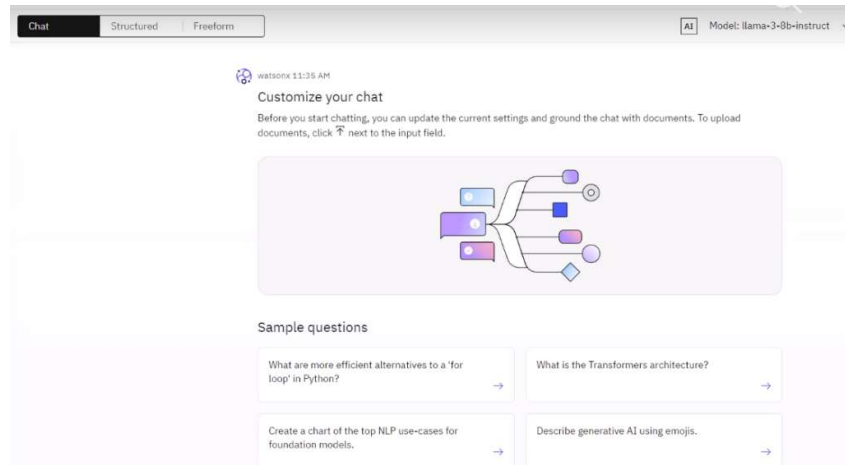 Chat Structured Freeform
AI Model: llama-3-8b-instruct
watsonx 11:35 AM
Customize your chat
Before you start chatting, you can update the current settings and ground the chat with documents. To upload
documents, click next to the input field.
Sample questions
What are more efficient alternatives to a 'for
loop' in Python?
What is the Transformers architecture?
Create a chart of the top NLP use-cases for
foundation models.
Describe generative AI using emojis.